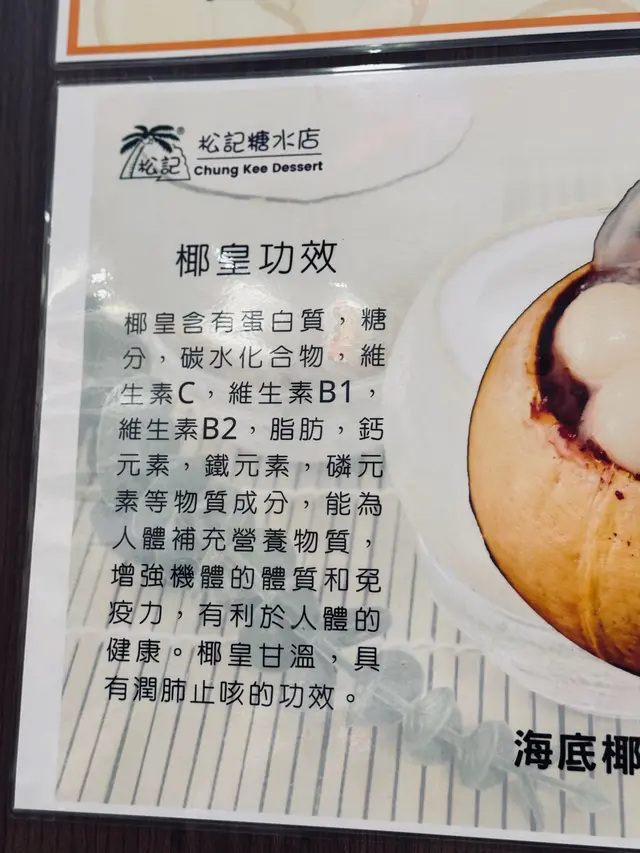 松記
®
松記糖水店
Chung Kee Dessert
椰皇功效
椰皇含有蛋白質，糖
分，碳水化合物，維
生素C，維生素B1，
維生素B2，脂肪，鈣
元素，鐵元素，磷元
素等物質成分，能為
人體補充營養物質，
增強機體的體質和免
疫力，有利於人體的
健康。椰皇甘溫，具
有潤肺止咳的功效。
海底椰